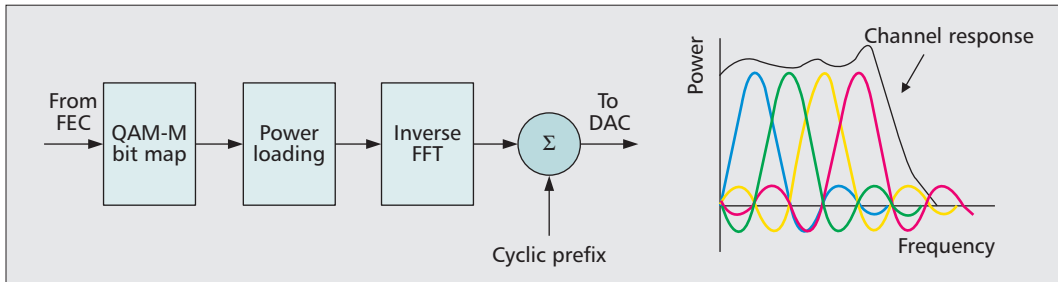 From
FEC
QAM-M
bit map
Power
loading
Inverse
FFT
Σ
To
DAC
Cyclic prefix
Power
Channel
response
Frequency